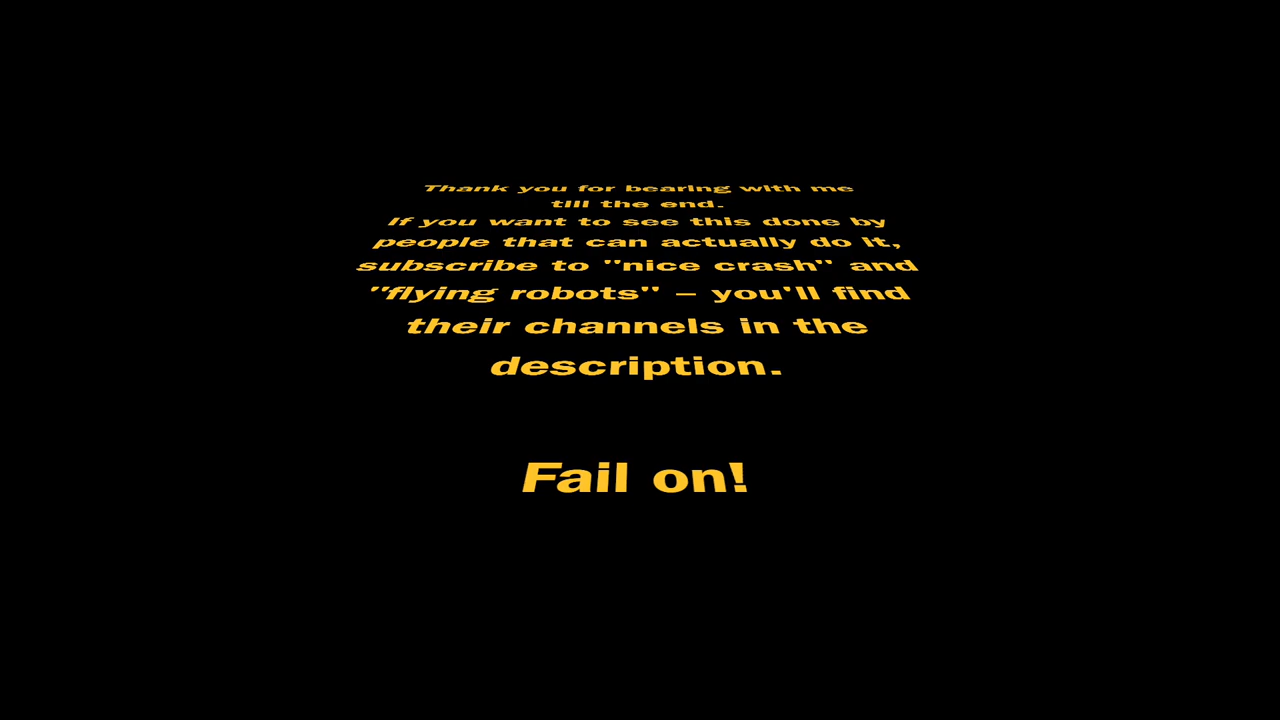 Thank you for bearing with me
till the end.
If you want to see this done by
people that can actually do it,
subscribe to "nice crash" and
"flying robots" – you'll find
their channels in the
description.
Fail on!